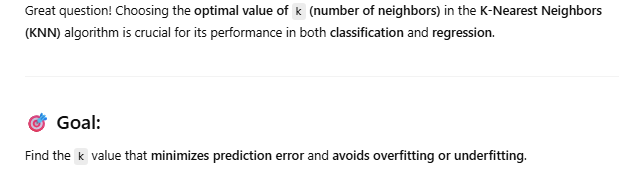 Great question! Choosing the optimal value of k (number of neighbors) in the K-Nearest Neighbors
(KNN) algorithm is crucial for its performance in both classification and regression.
🎯 Goal:
Find the k value that minimizes prediction error and avoids overfitting or underfitting.